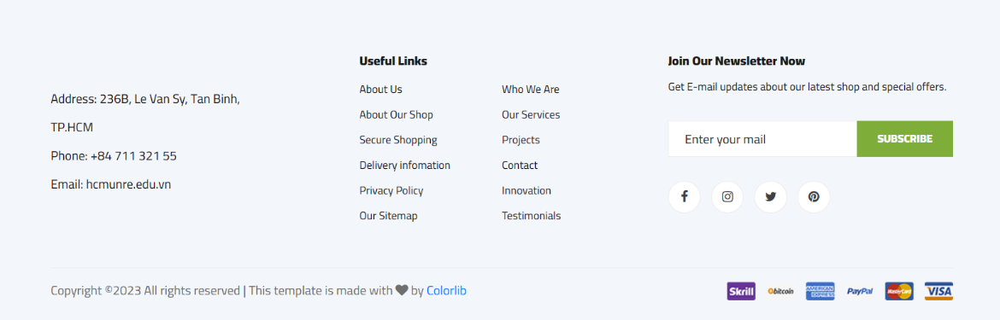 Address: 236B, Le Van Sy, Tan Binh,
TP.HCM
Phone: +84 711 321 55
Email: hcmunre.edu.vn
Useful Links
About Us
About Our Shop
Secure Shopping
Delivery infomation
Privacy Policy
Our Sitemap
Who We Are
Our Services
Projects
Contact
Innovation
Testimonials
Join Our Newsletter Now
Get E-mail updates about our latest shop and special offers.
Enter your mail
SUBSCRIBE
Copyright ©2023 All rights reserved | This template is made with ♥ by Colorlib
Skrill
bitcoin
AMERICAN EXPRESS
PayPal
MasterCard
VISA